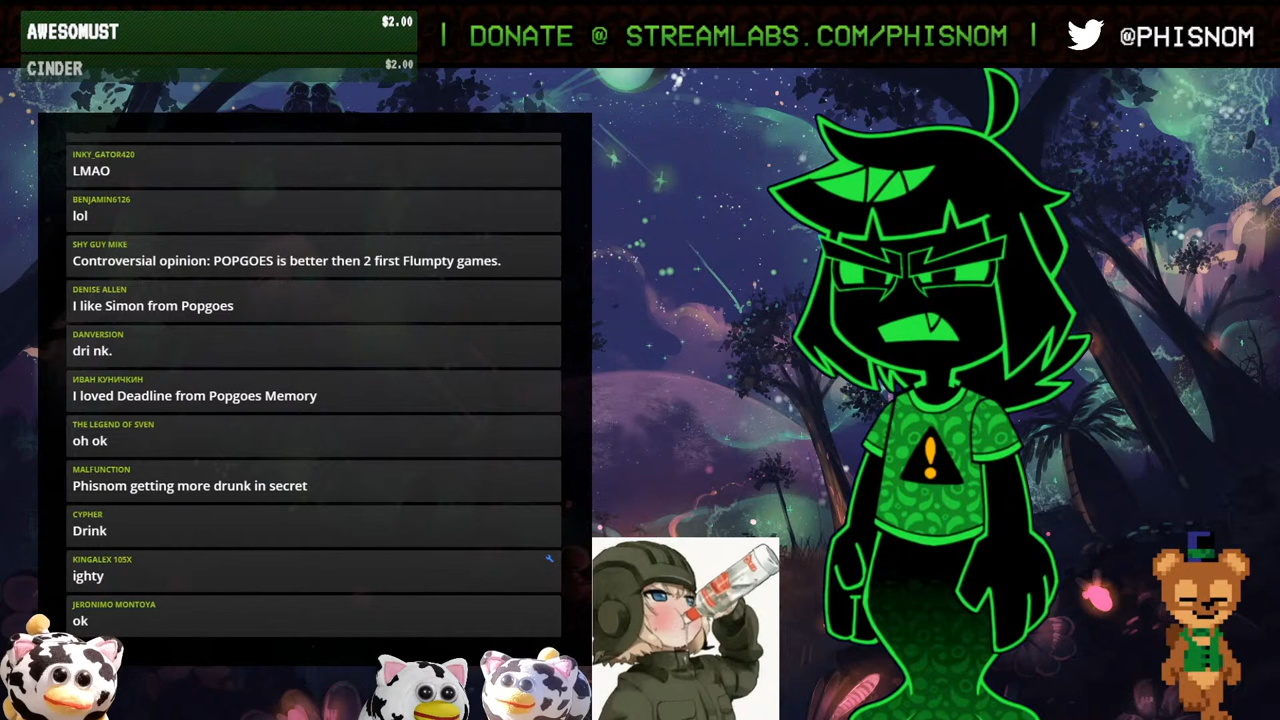 AWESOMUST $2.00
CINDER $2.00
| DONATE @ STREAMLABS.COM/PHISNOM | @PHISNOM
INKY_GATOR420
LMAO
BENJAMIN6126
lol
SHY GUY MIKE
Controversial opinion: POPGOES is better then 2 first Flumpty games.
DENISE ALLEN
I like Simon from Popgoes
DANVERSION
dri nk.
ИВАН КУНИЧКИН
I loved Deadline from Popgoes Memory
THE LEGEND OF SVEN
oh ok
MALFUNCTION
Phisnom getting more drunk in secret
CYPHER
Drink
KINGALEX 105X
ighty
JERONIMO MONTOYA
ok
!